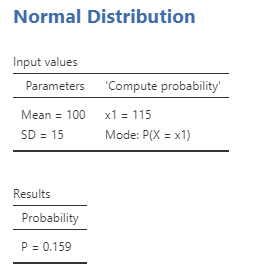 Normal Distribution
Input values
Parameters 'Compute probability'
Mean = 100 x1 = 115
SD = 15 Mode: P(X = x1)
Results
Probability
P = 0.159